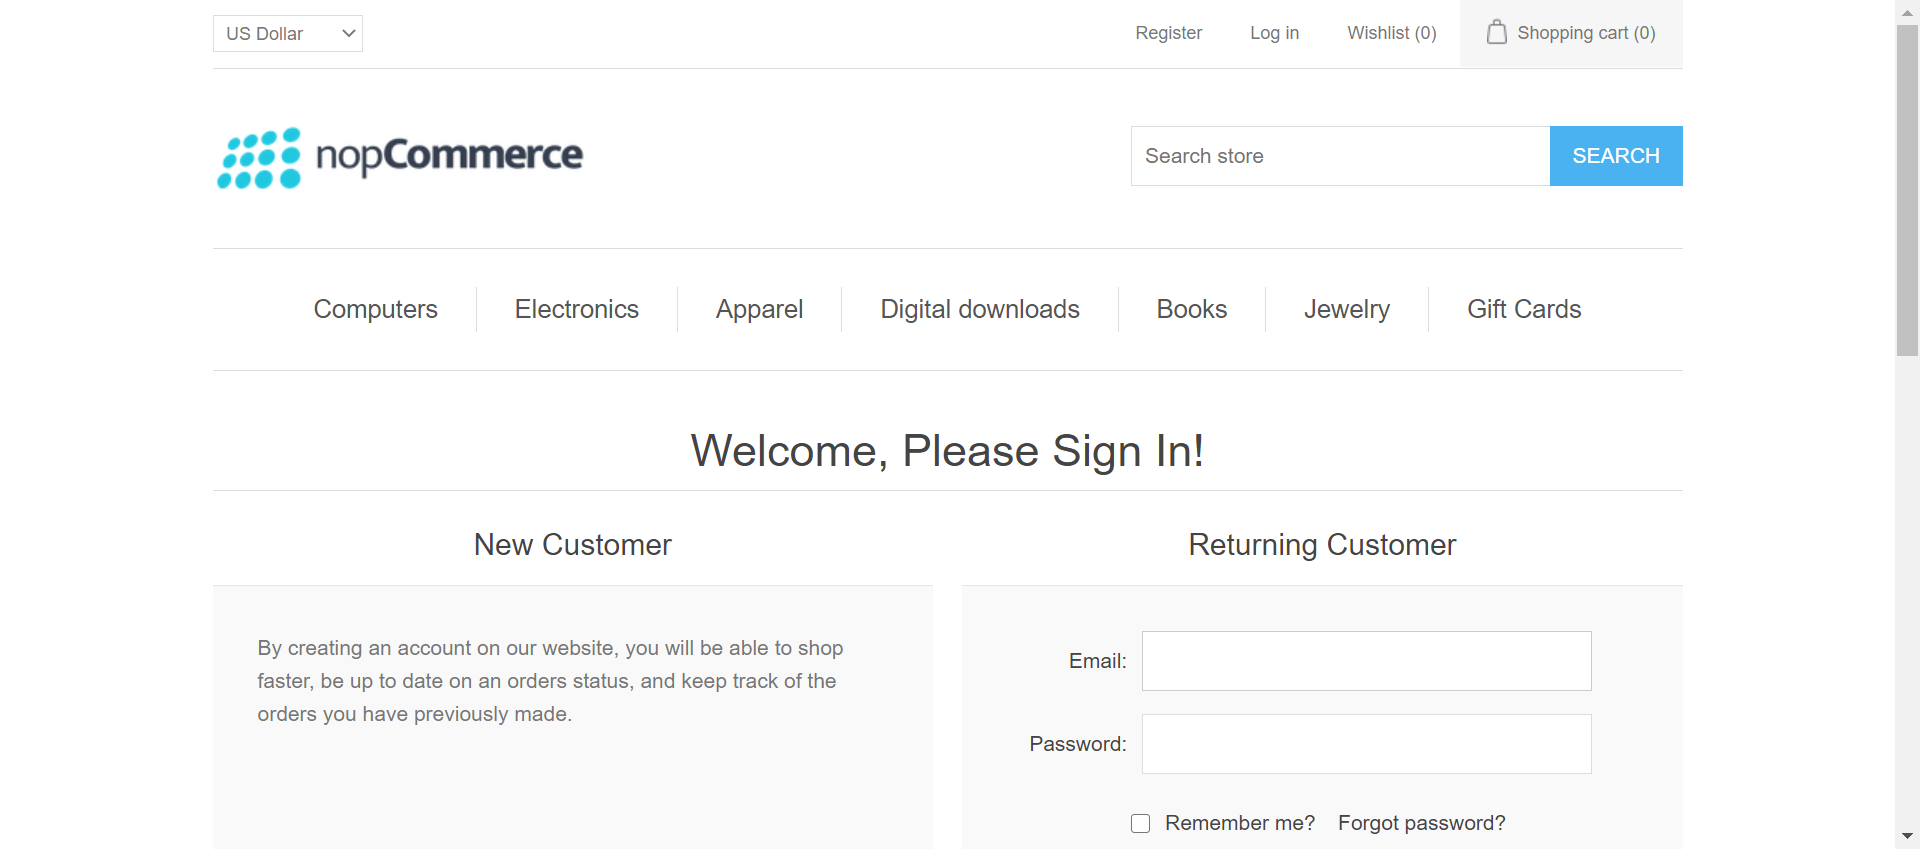 US Dollar
Register
Log in
Wishlist (0)
Shopping cart (0)
nopCommerce
Search store
SEARCH
Computers
Electronics
Apparel
Digital downloads
Books
Jewelry
Gift Cards
Welcome, Please Sign In!
New Customer
By creating an account on our website, you will be able to shop
faster, be up to date on an orders status, and keep track of the
orders you have previously made.
Returning Customer
Email:
Password:
Remember me?
Forgot password?